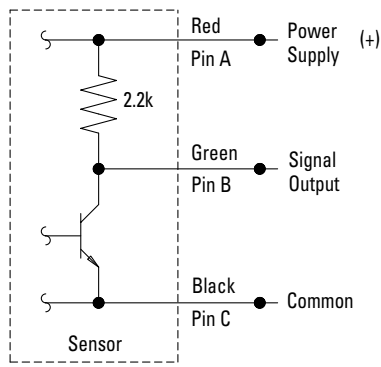 Red
Pin A
Power
Supply
(+)
2.2k
Green
Pin B
Signal
Output
Black
Pin C
Common
Sensor